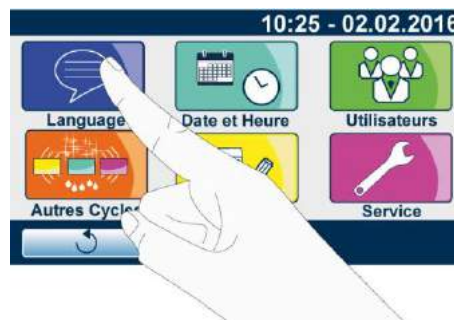 10:25 - 02.02.2016
Language Date et Heure Utilisateurs
Autres Cycles Service